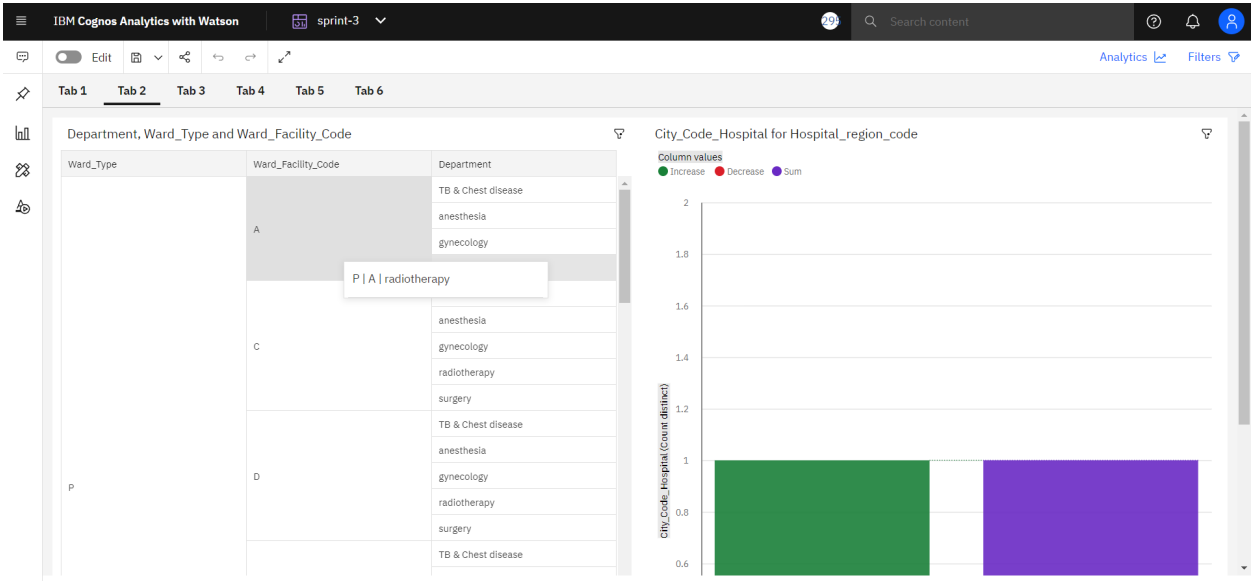 IBM Cognos Analytics with Watson
sprint-3
295
Search content
Edit
Analytics
Filters
Tab 1
Tab 2
Tab 3
Tab 4
Tab 5
Tab 6
Department, Ward_Type and Ward_Facility_Code
Ward_Type
Ward_Facility_Code
Department
P
A
TB & Chest disease
anesthesia
gynecology
P | A | radiotherapy
C
anesthesia
gynecology
radiotherapy
surgery
D
TB & Chest disease
anesthesia
gynecology
radiotherapy
surgery
TB & Chest disease
City_Code_Hospital for Hospital_region_code
Column values
Increase
Decrease
Sum
City_Code_Hospital (Count distinct)
2
1.8
1.6
1.4
1.2
1
0.8
0.6